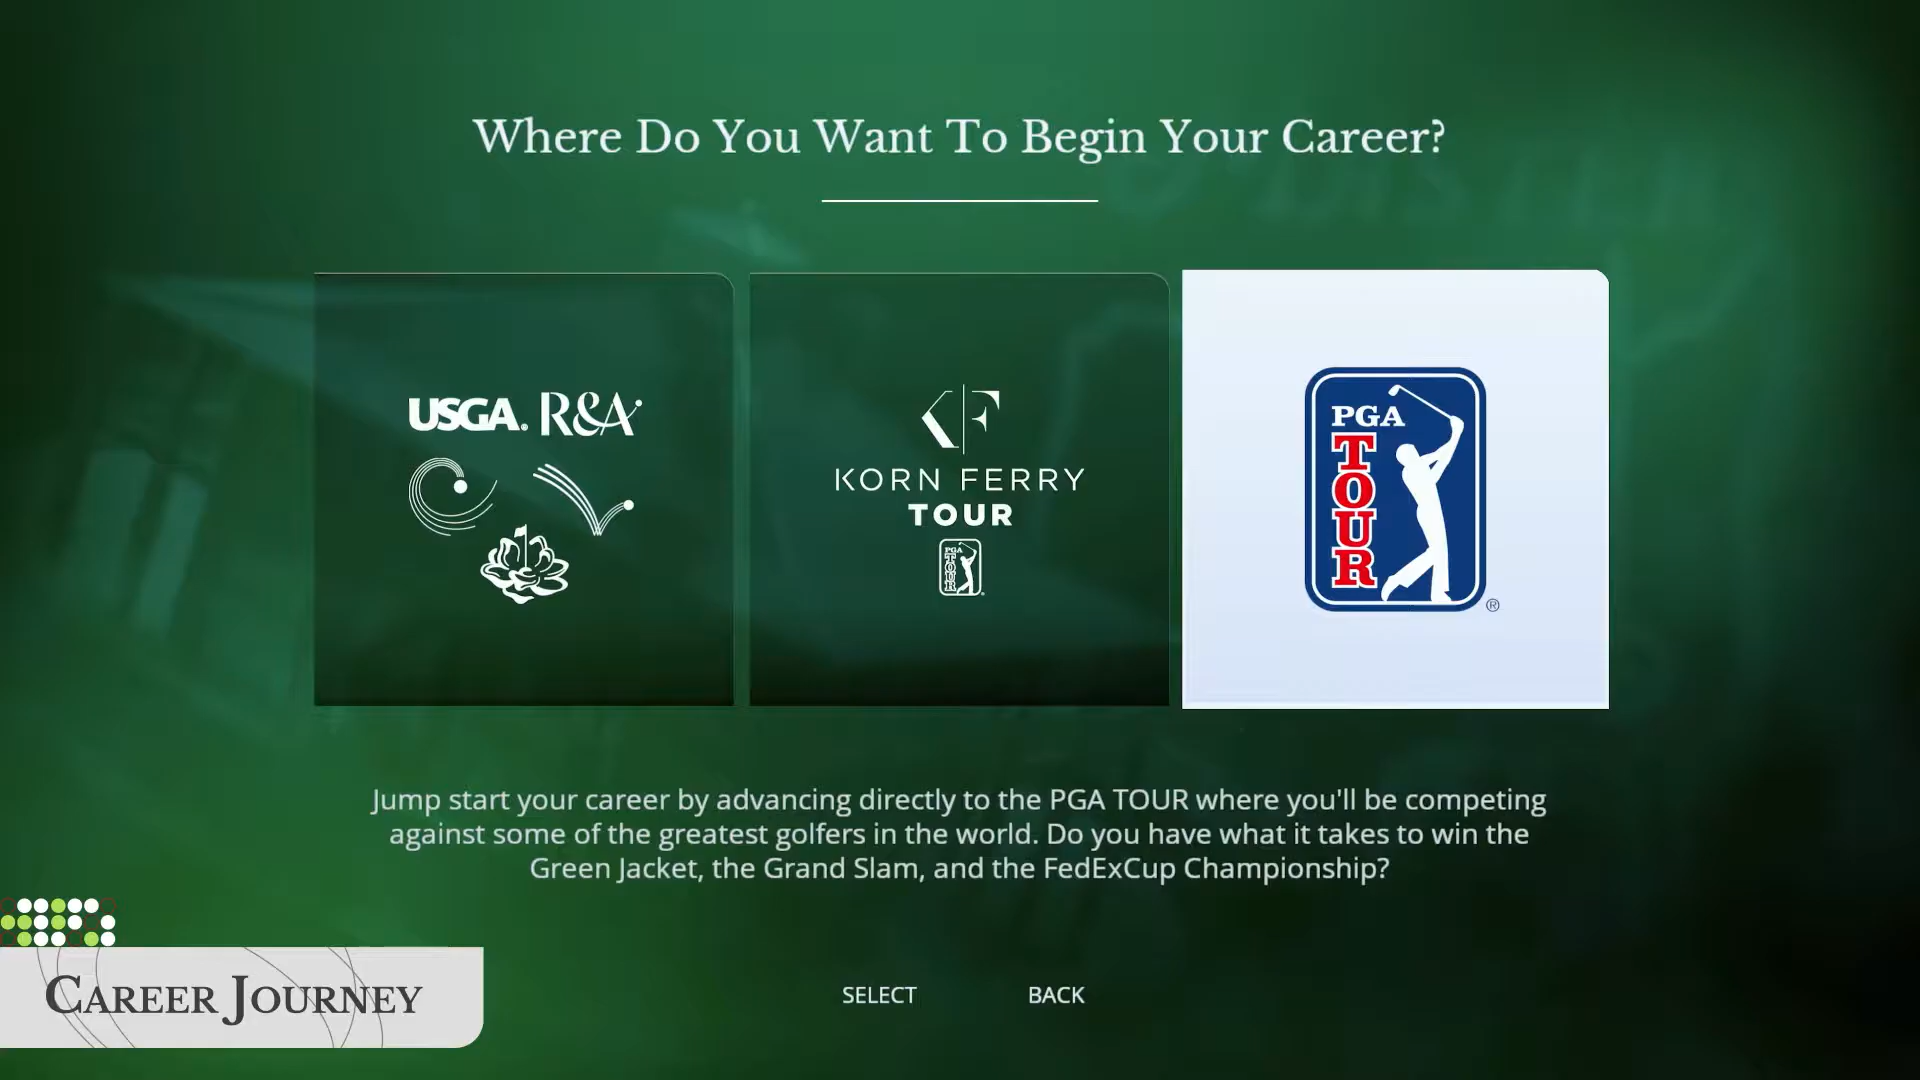 Where Do You Want To Begin Your Career?
USGA. R&A
KORN FERRY
TOUR
PGA
TOUR
PGA
TOUR
®
Jump start your career by advancing directly to the PGA TOUR where you'll be competing
against some of the greatest golfers in the world. Do you have what it takes to win the
Green Jacket, the Grand Slam, and the FedExCup Championship?
CAREER JOURNEY
SELECT BACK